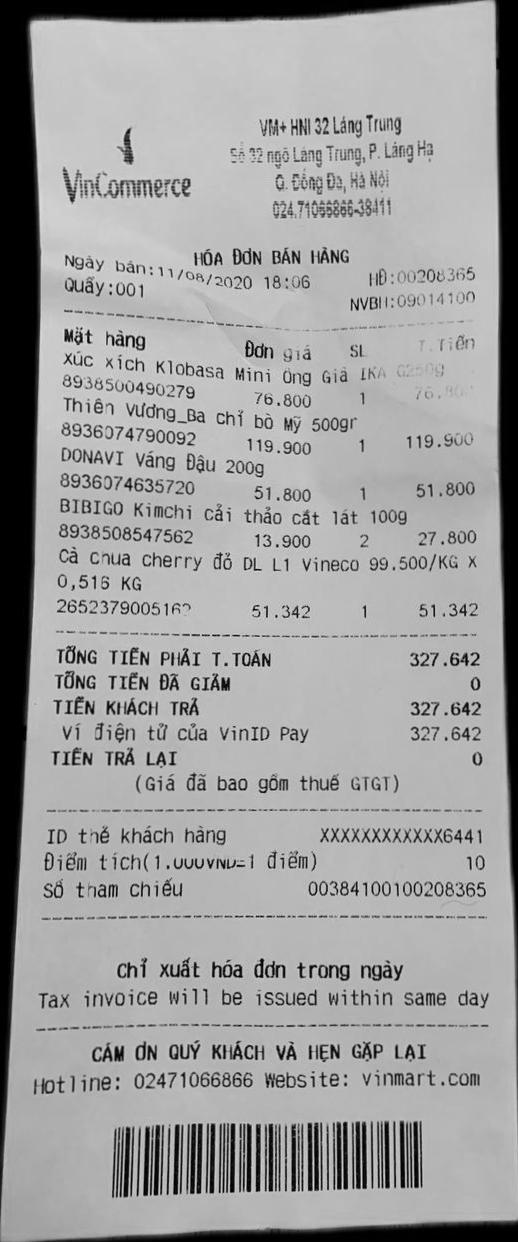 VinCommerce
VM+ HNI 32 Láng Trung
Số 32 ngõ Láng Trung, P. Láng Hạ
Q. Đống Đa, Hà Nội
024.71066866-38411
HÓA ĐƠN BÁN HÀNG
Ngày bán:11/08/2020 18:06 HĐ:00208365
Quầy:001 NVBH:09014100
Mặt hàng Đơn giá SL T.Tiền
Xúc xích Klobasa Mini Ông Già IKA G250g
8938500490279 76.800 1 76.800
Thiên Vương_Ba chỉ bò Mỹ 500gr
8936074790092 119.900 1 119.900
DONAVI Váng Đậu 200g
8936074635720 51.800 1 51.800
BIBIGO Kimchi cải thảo cắt lát 100g
8938508547562 13.900 2 27.800
Cà chua cherry đỏ DL L1 Vineco 99.500/KG X
0,516 KG
2652379005162 51.342 1 51.342
TỔNG TIỀN PHẢI T.TOÁN 327.642
TỔNG TIỀN ĐÃ GIẢM 0
TIỀN KHÁCH TRẢ 327.642
Ví điện tử của VinID Pay 327.642
TIỀN TRẢ LẠI 0
(Giá đã bao gồm thuế GTGT)
ID thẻ khách hàng XXXXXXXXXXXX6441
Điểm tích(1.000VND=1 điểm) 10
Số tham chiếu 00384100100208365
Chỉ xuất hóa đơn trong ngày
Tax invoice will be issued within same day
CẢM ƠN QUÝ KHÁCH VÀ HẸN GẶP LẠI
Hotline: 02471066866 Website: vinmart.com